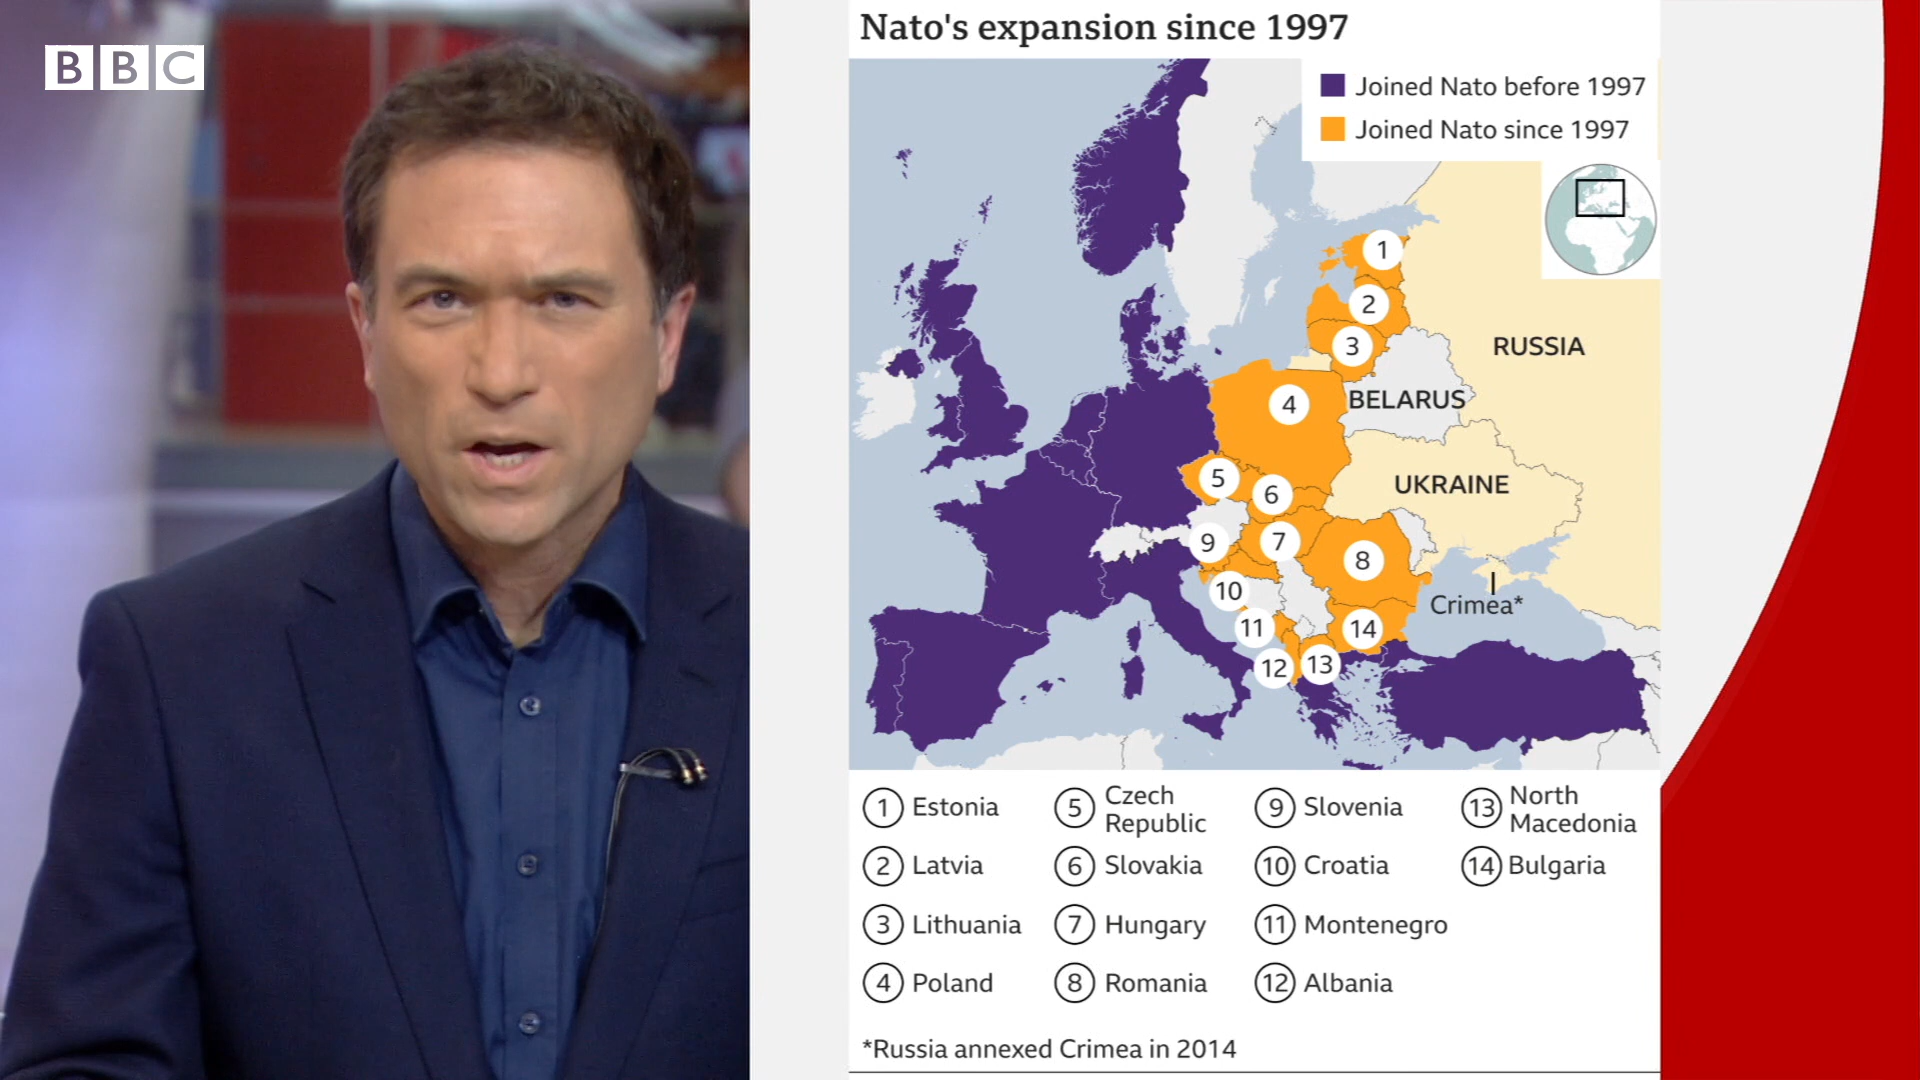 BBC
Nato's expansion since 1997
Joined Nato before 1997
Joined Nato since 1997
1
2
RUSSIA
3
BELARUS
4
5
UKRAINE
6
9
7
8
10
Crimea*
11
14
12
13
1 Estonia
2 Latvia
3 Lithuania
4 Poland
5 Czech
Republic
6 Slovakia
7 Hungary
8 Romania
9 Slovenia
10 Croatia
11 Montenegro
12 Albania
13 North
Macedonia
14 Bulgaria
*Russia annexed Crimea in 2014